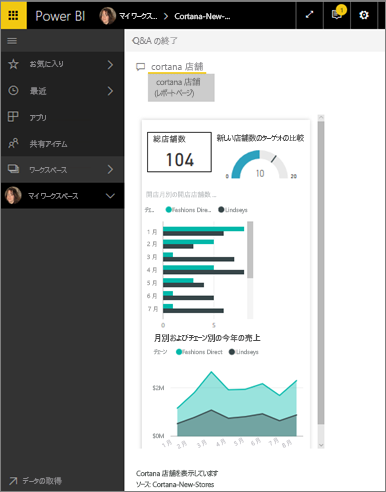 Power BI
マイ ワークス...
Cortana-New-...
1
Q&A の終了
お気に入り
最近
アプリ
共有アイテム
ワークスペース
マイ ワークスペース
データの取得
cortana 店舗
cortana 店舗
(レポートページ)
総店舗数
104
新しい店舗数のターゲットの比較
0
10
20
開店月別の開店店舗数...
チェ... Fashions Direc... Lindseys
1 月
2 月
3 月
4 月
5 月
6 月
7 月
0
5
月別およびチェーン別の今年の売上
チェーン Fashions Direct Lindseys
$2M
$0M
1 月
2 月
3 月
4 月
5 月
6 月
7 月
8 月
Cortana 店舗を表示しています
ソース: Cortana-New-Stores